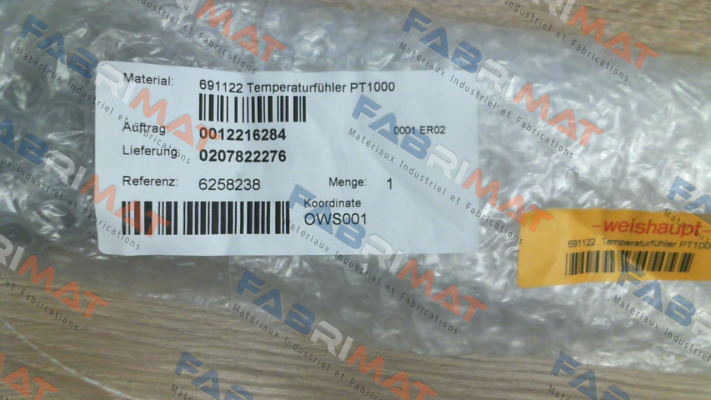 Material: 691122 Temperaturfühler PT1000
Auftrag: 0012216284 0001 ER02
Lieferung: 0207822276
Referenz: 6258238 Menge: 1
Koordinate
OWS001
-weishaupt-
691122 Temperaturfühler PT100
FABRIMAT
Matériaux Industriel et Fabrications